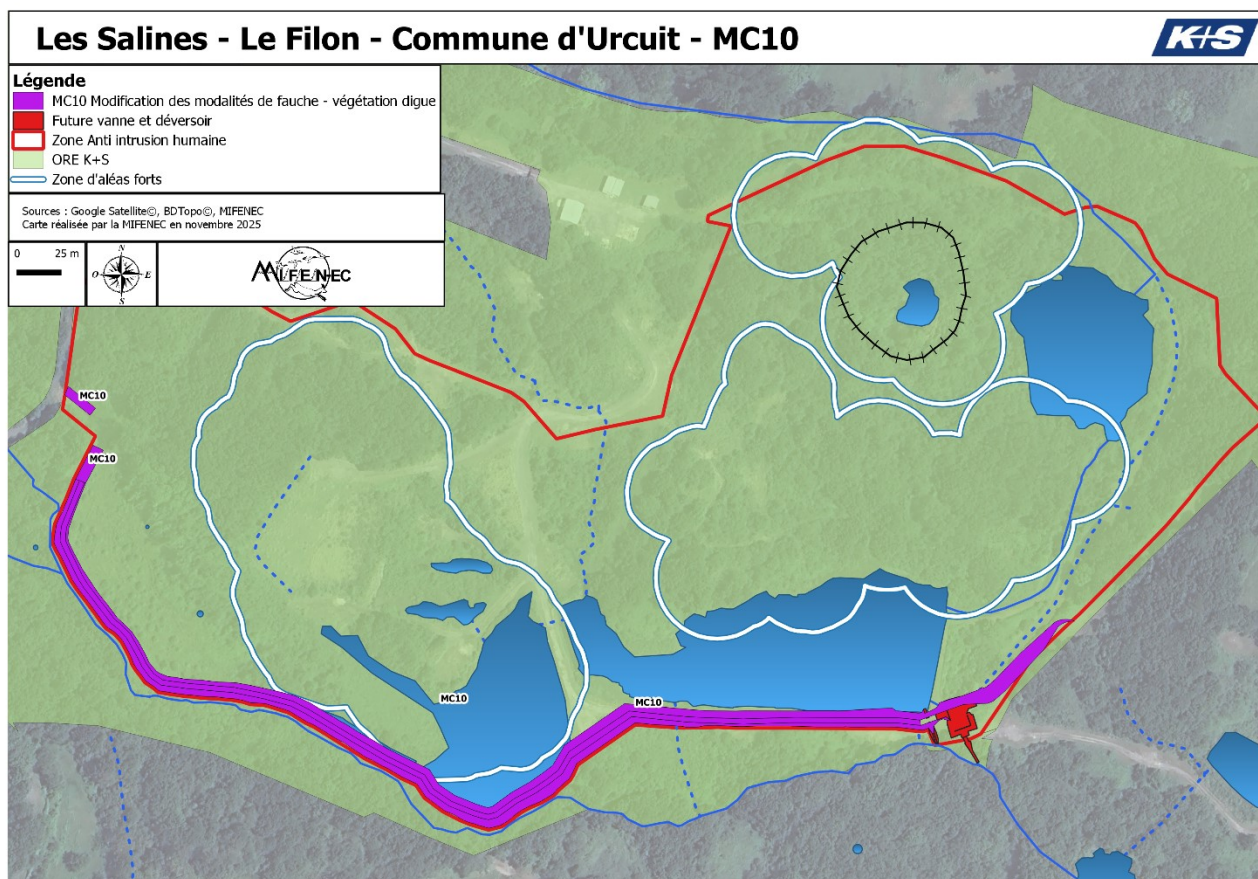 Les Salines - Le Filon - Commune d'Urcuit - MC10
K+S
Légende
MC10 Modification des modalités de fauche - végétation digue
Future vanne et déversoir
Zone Anti intrusion humaine
ORE K+S
Zone d'aléas forts
Sources : Google Satellite©, BDTopo©, MIFENEC
Carte réalisée par la MIFENEC en novembre 2025
0 25 m
N
O E
S
MIFENEC
MC10
MC10
MC10
MC10